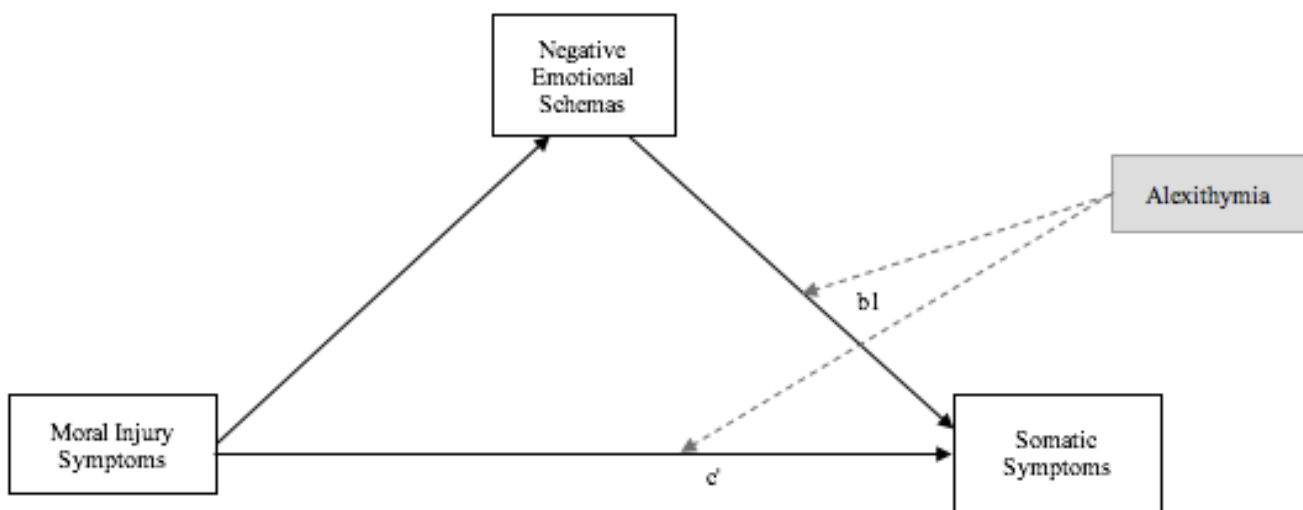 Negative
Emotional
Schemas
Alexithymia
b1
Moral Injury
Symptoms
Somatic
Symptoms
c'